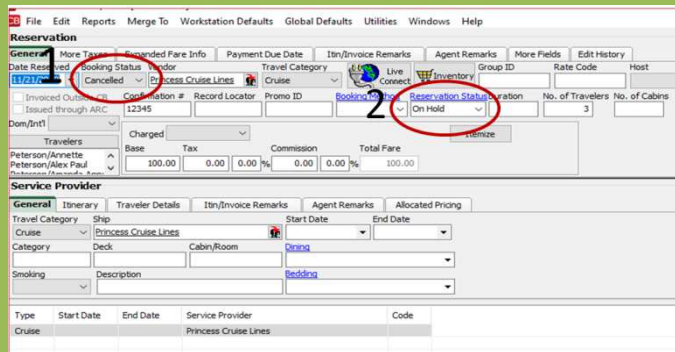 CB File Edit Reports Merge To Workstation Defaults Global Defaults Utilities Windows Help
Reservation
General More Taxes Expanded Fare Info Payment Due Date Itin/Invoice Remarks Agent Remarks More Fields Edit History
Date Reserved Booking Status Vendor Travel Category Live Connect Inventory Group ID Rate Code Host
1 11/21/ Cancelled Princess Cruise Lines Cruise
Invoiced Outside CB Confirmation # Record Locator Promo ID Booking Method Reservation Status Duration No. of Travelers No. of Cabins
Issued through ARC 12345 2 On Hold 3
Dom/Int'l Charged Itemize
Travelers Base Tax Commission Total Fare
Peterson/Annette 100.00 0.00 0.00 % 0.00 0.00 % 100.00
Peterson/Alex Paul
Service Provider
General Itinerary Traveler Details Itin/Invoice Remarks Agent Remarks Allocated Pricing
Travel Category Ship Start Date End Date
Cruise Princess Cruise Lines
Category Deck Cabin/Room Dining
Smoking Description Bedding
Type Start Date End Date Service Provider Code
Cruise Princess Cruise Lines